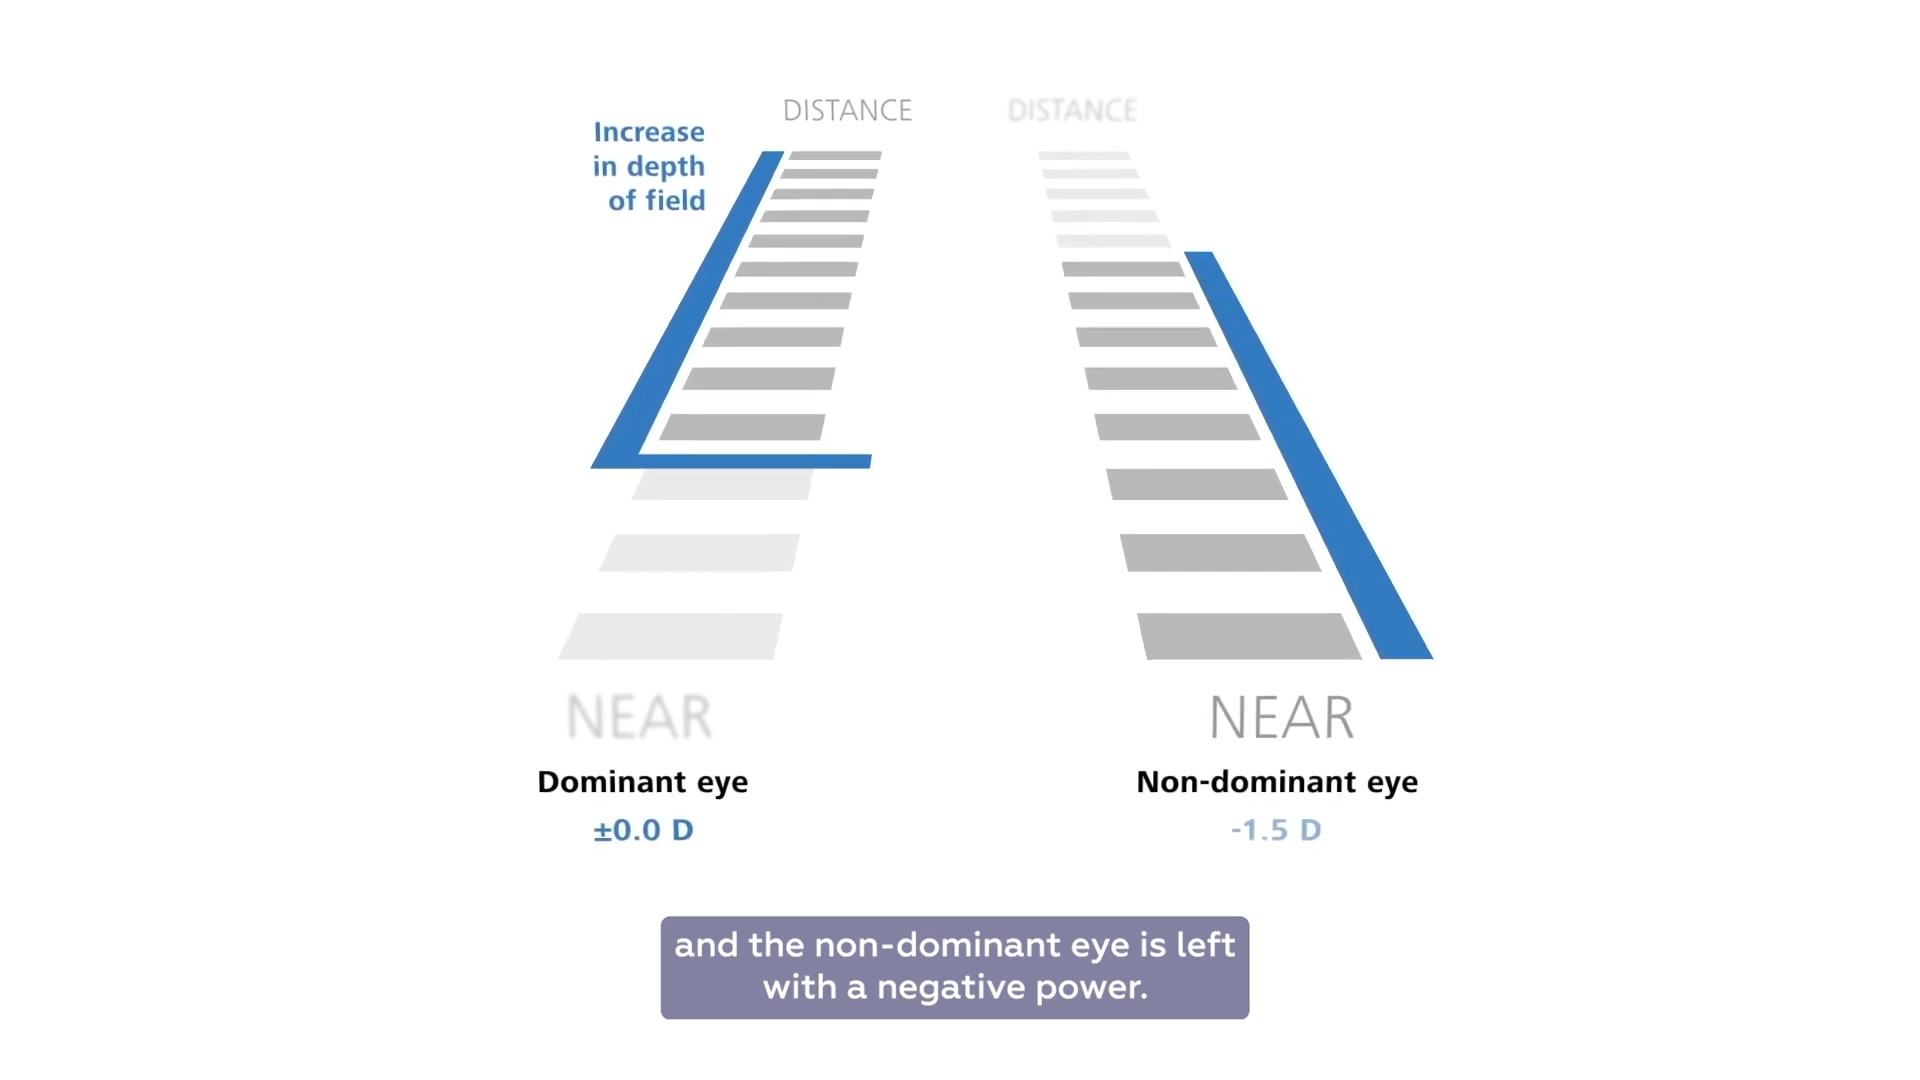 DISTANCE
DISTANCE
Increase
in depth
of field
NEAR
NEAR
Dominant eye
Non-dominant eye
±0.0 D
-1.5 D
and the non-dominant eye is left
with a negative power.